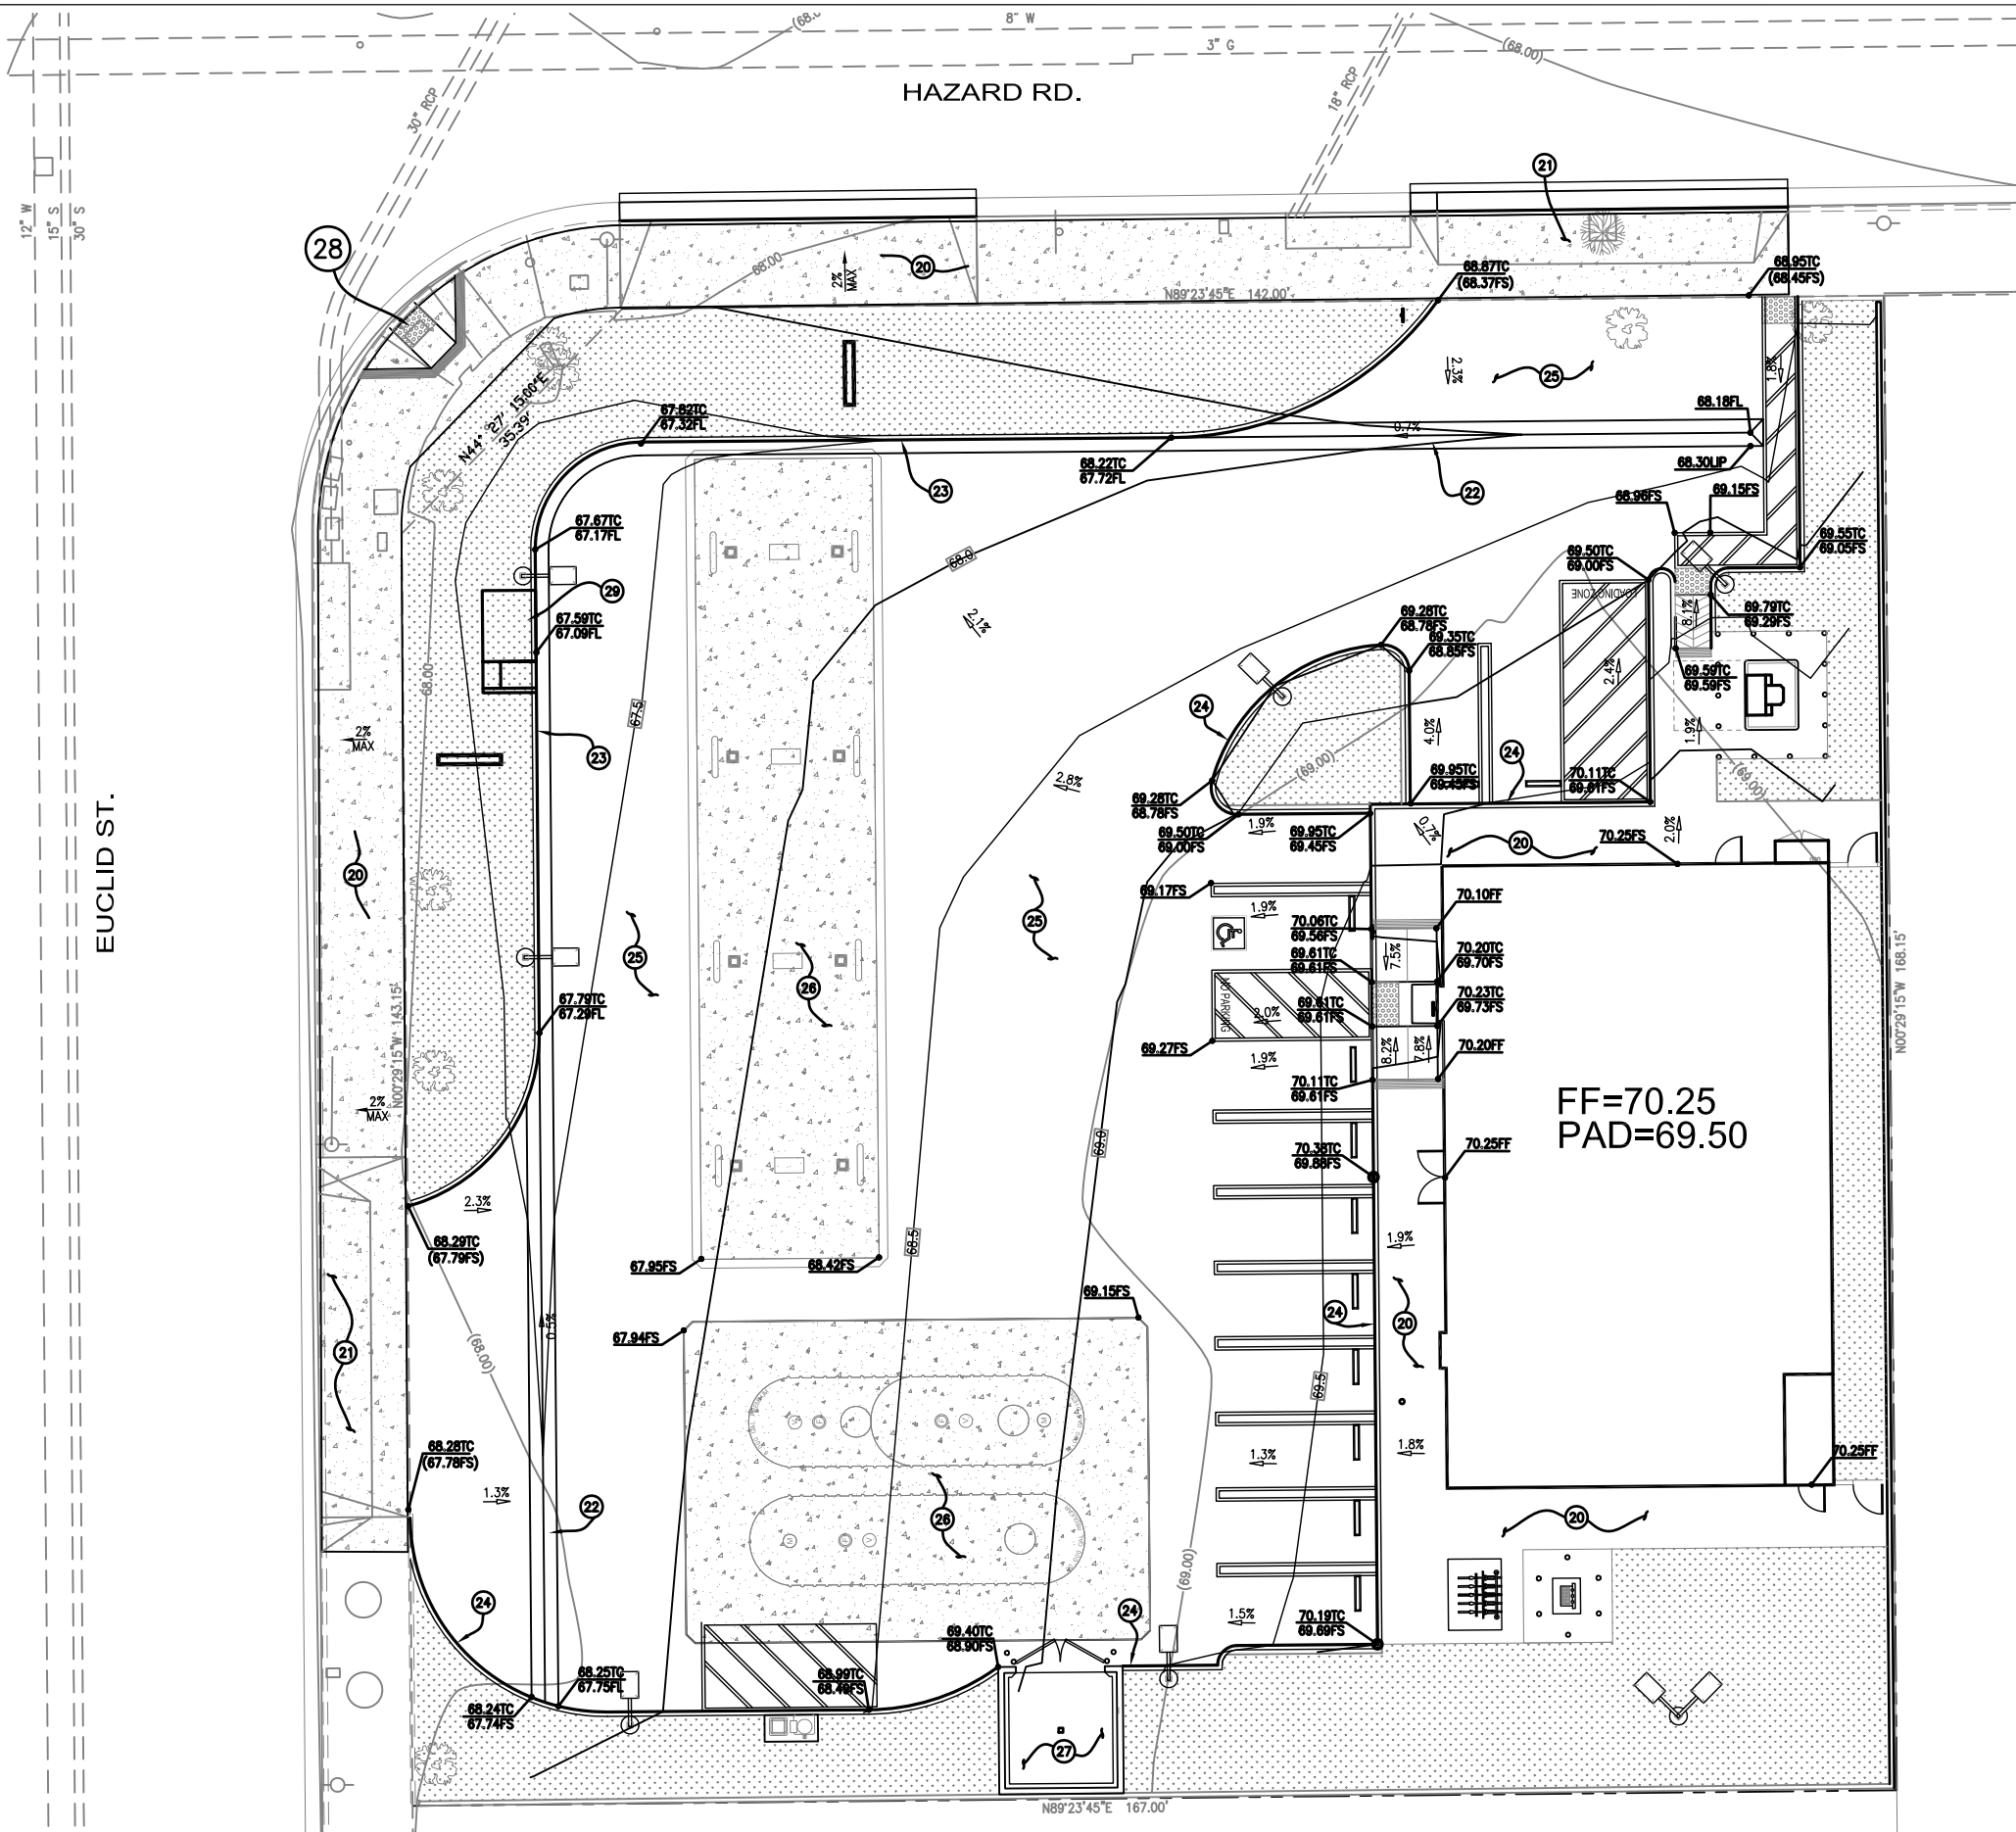 8" W
(68.00)
3" G
HAZARD RD.
30" RCP
18" RCP
12" W
15" S
30" S
21
28
20
68.00
2%
MAX
N89°23'45"E 142.00'
68.87TC
(68.37FS)
68.95TC
(68.45FS)
2.3%
25
1.8%
N44° 27' 15.00"E
35.39'
67.82TC
67.32FL
0.7%
68.18FL
68.22TC
67.72FL
68.30LIP
23
22
68.96FS
69.15FS
67.67TC
67.17FL
69.55TC
69.05FS
68.0
69.50TC
69.00FS
29
LOADING ZONE
67.59TC
67.09FL
2.1%
69.28TC
68.78FS
8.1%
69.79TC
69.29FS
69.35TC
68.85FS
68.00
67.5
24
2.4%
69.59TC
69.59FS
4.0%
1.9%
2%
MAX
23
24
(69.00)
69.95TC
69.45FS
70.11TC
69.61FS
(69.00)
2.8%
69.28TC
68.78FS
1.9%
69.50TC
69.00FS
69.95TC
69.45FS
0.7%
20
70.25FS
2.0%
EUCLID ST.
20
69.17FS
1.9%
70.10FF
25
25
70.06TC
69.56FS
7.5%
70.20TC
69.70FS
26
69.61TC
69.61FS
NO PARKING
2.0%
69.61TC
69.61FS
70.23TC
69.73FS
N00°29'15"W 168.15'
67.79TC
67.29FL
N00°29'15"W 143.15'
69.27FS
1.9%
8.2%
7.8%
70.20FF
70.11TC
69.61FS
FF=70.25
PAD=69.50
2%
MAX
69.0
70.38TC
69.88FS
70.25FF
2.3%
68.29TC
(67.79FS)
68.5
1.9%
67.95FS
68.42FS
69.15FS
24
20
0.5%
67.94FS
21
(68.00)
69.5
68.28TC
(67.78FS)
1.3%
1.8%
70.25FF
1.3%
22
26
20
(69.00)
24
24
1.5%
70.19TC
69.69FS
69.40TC
68.90FS
68.25TC
67.75FL
68.99TC
68.49FS
68.24TC
67.74FS
27
N89°23'45"E 167.00'